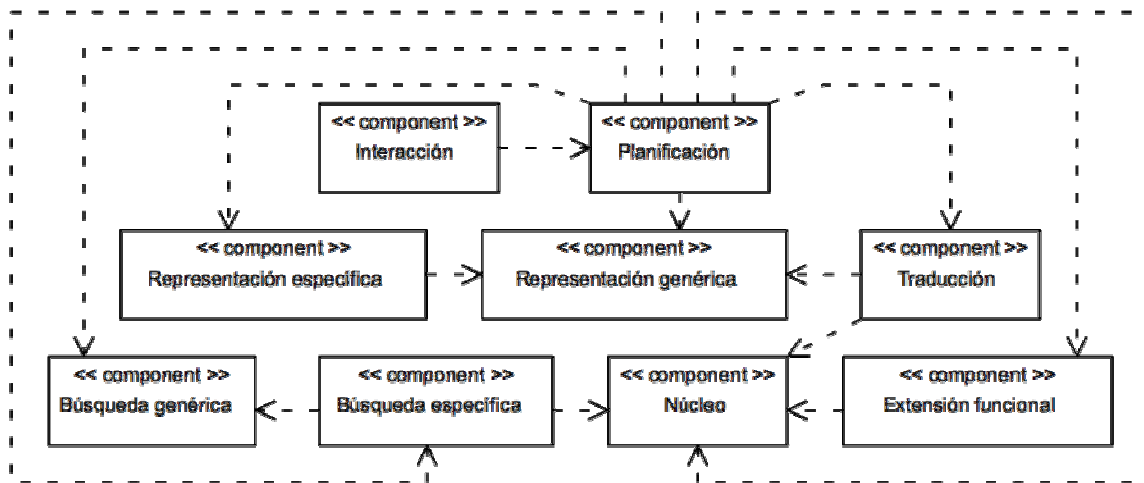 << component >>
Interacción
<< component >>
Planificación
<< component >>
Representación específica
<< component >>
Representación genérica
<< component >>
Traducción
<< component >>
Búsqueda genérica
<< component >>
Búsqueda específica
<< component >>
Núcleo
<< component >>
Extensión funcional